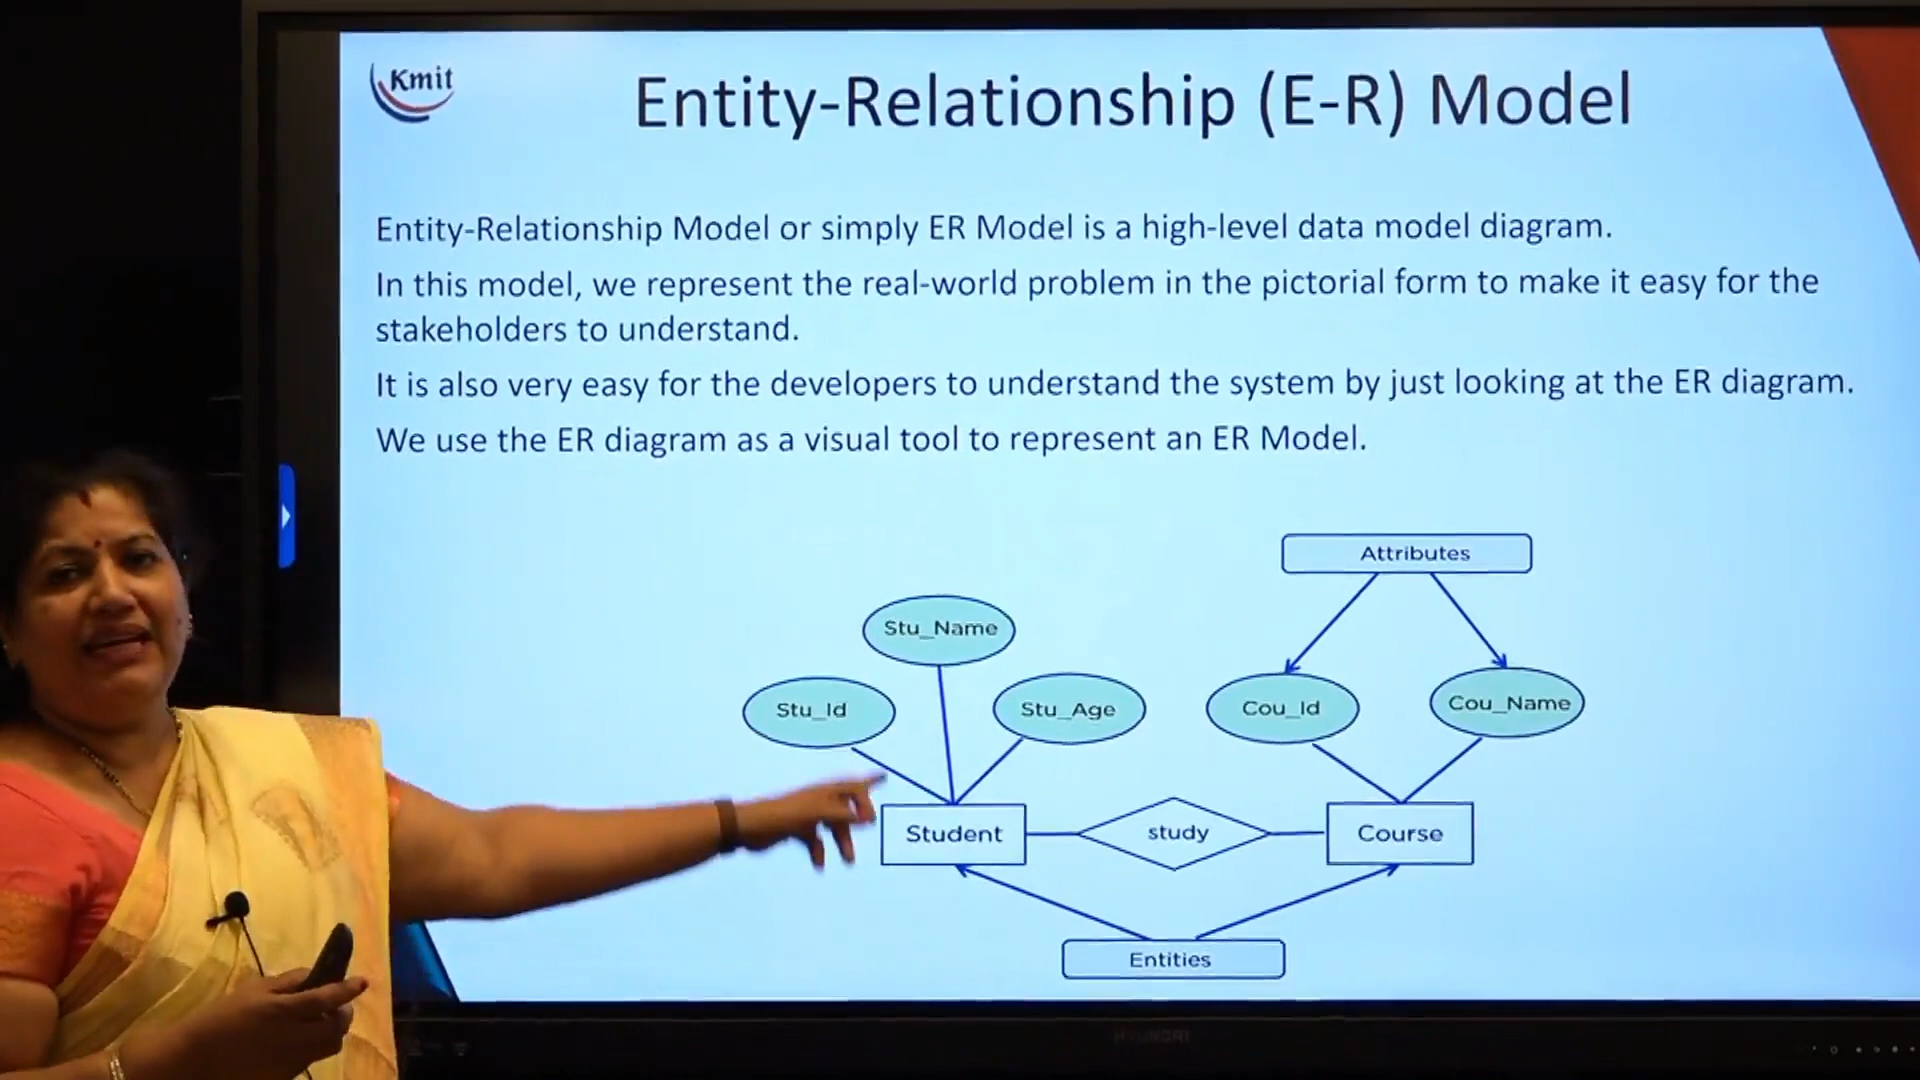 Kmit
Entity-Relationship (E-R) Model
Entity-Relationship Model or simply ER Model is a high-level data model diagram.
In this model, we represent the real-world problem in the pictorial form to make it easy for the
stakeholders to understand.
It is also very easy for the developers to understand the system by just looking at the ER diagram.
We use the ER diagram as a visual tool to represent an ER Model.
Attributes
Stu_Name
Stu_Id
Stu_Age
Cou_Id
Cou_Name
Student
study
Course
Entities
HYUNDAI